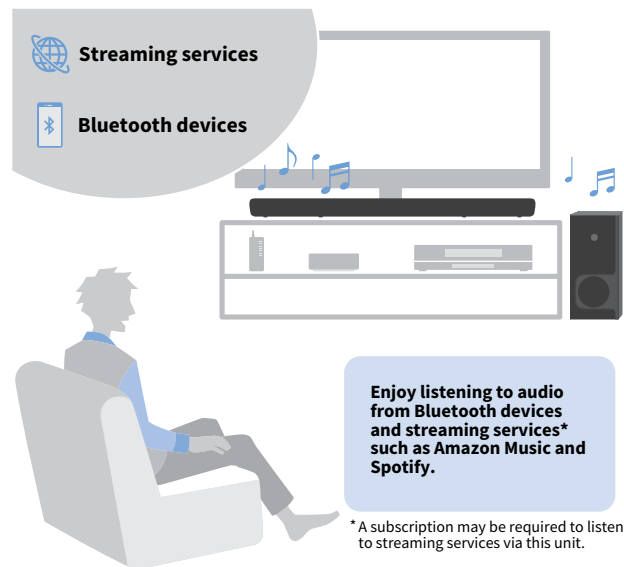 Streaming services
Bluetooth devices
Enjoy listening to audio
from Bluetooth devices
and streaming services*
such as Amazon Music and
Spotify.
* A subscription may be required to listen
to streaming services via this unit.